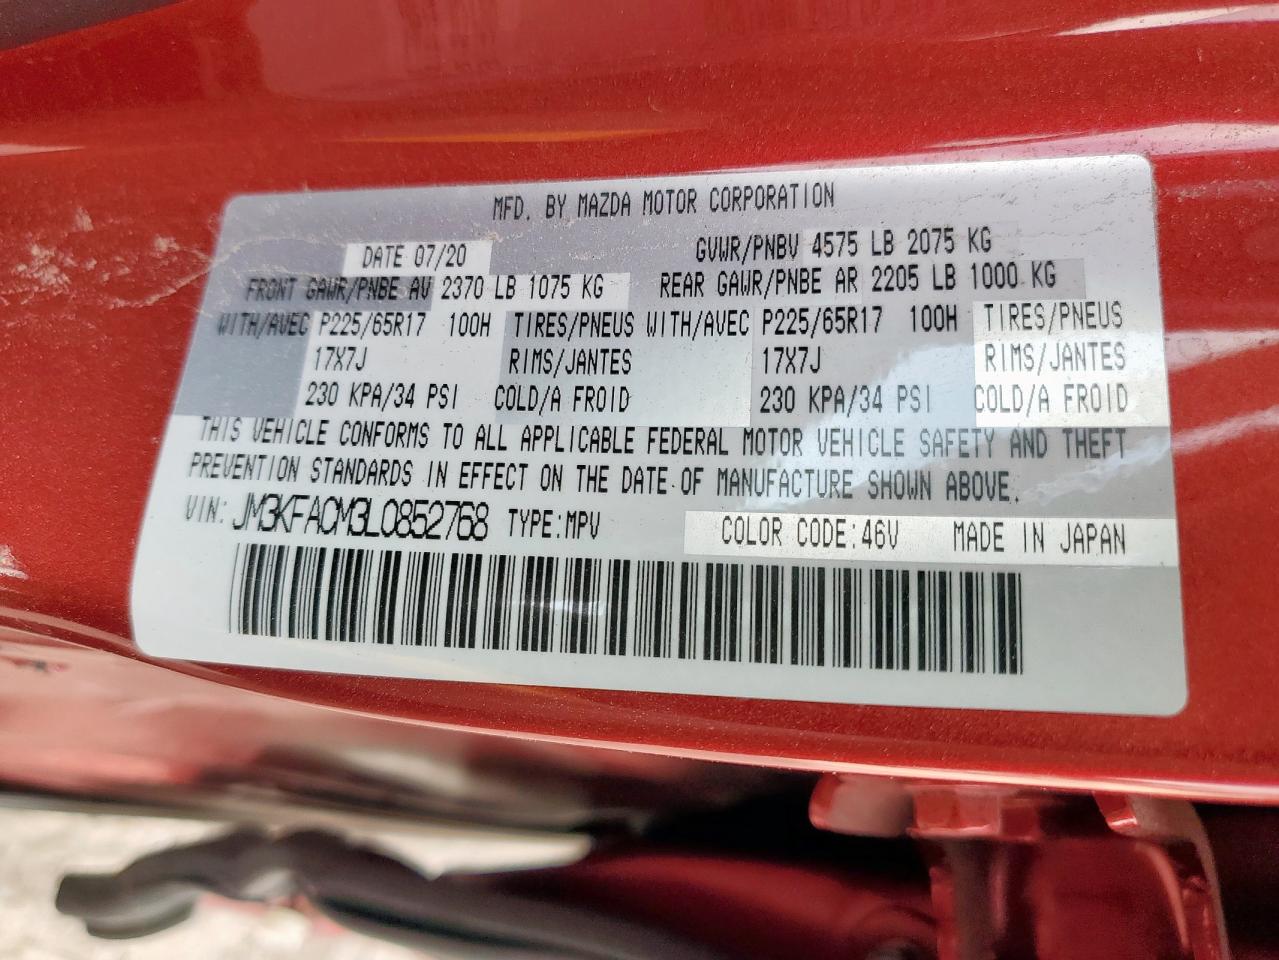 MFD. BY MAZDA MOTOR CORPORATION
DATE 07/20 GVWR/PNBV 4575 LB 2075 KG
FRONT GAWR/PNBE AV 2370 LB 1075 KG REAR GAWR/PNBE AR 2205 LB 1000 KG
WITH/AVEC P225/65R17 100H TIRES/PNEUS WITH/AVEC P225/65R17 100H TIRES/PNEUS
17X7J RIMS/JANTES 17X7J RIMS/JANTES
230 KPA/34 PSI COLD/A FROID 230 KPA/34 PSI COLD/A FROID
THIS VEHICLE CONFORMS TO ALL APPLICABLE FEDERAL MOTOR VEHICLE SAFETY AND THEFT
PREVENTION STANDARDS IN EFFECT ON THE DATE OF MANUFACTURE SHOWN ABOVE.
VIN: JM3KFACM3L0852768 TYPE:MPV COLOR CODE:46V MADE IN JAPAN